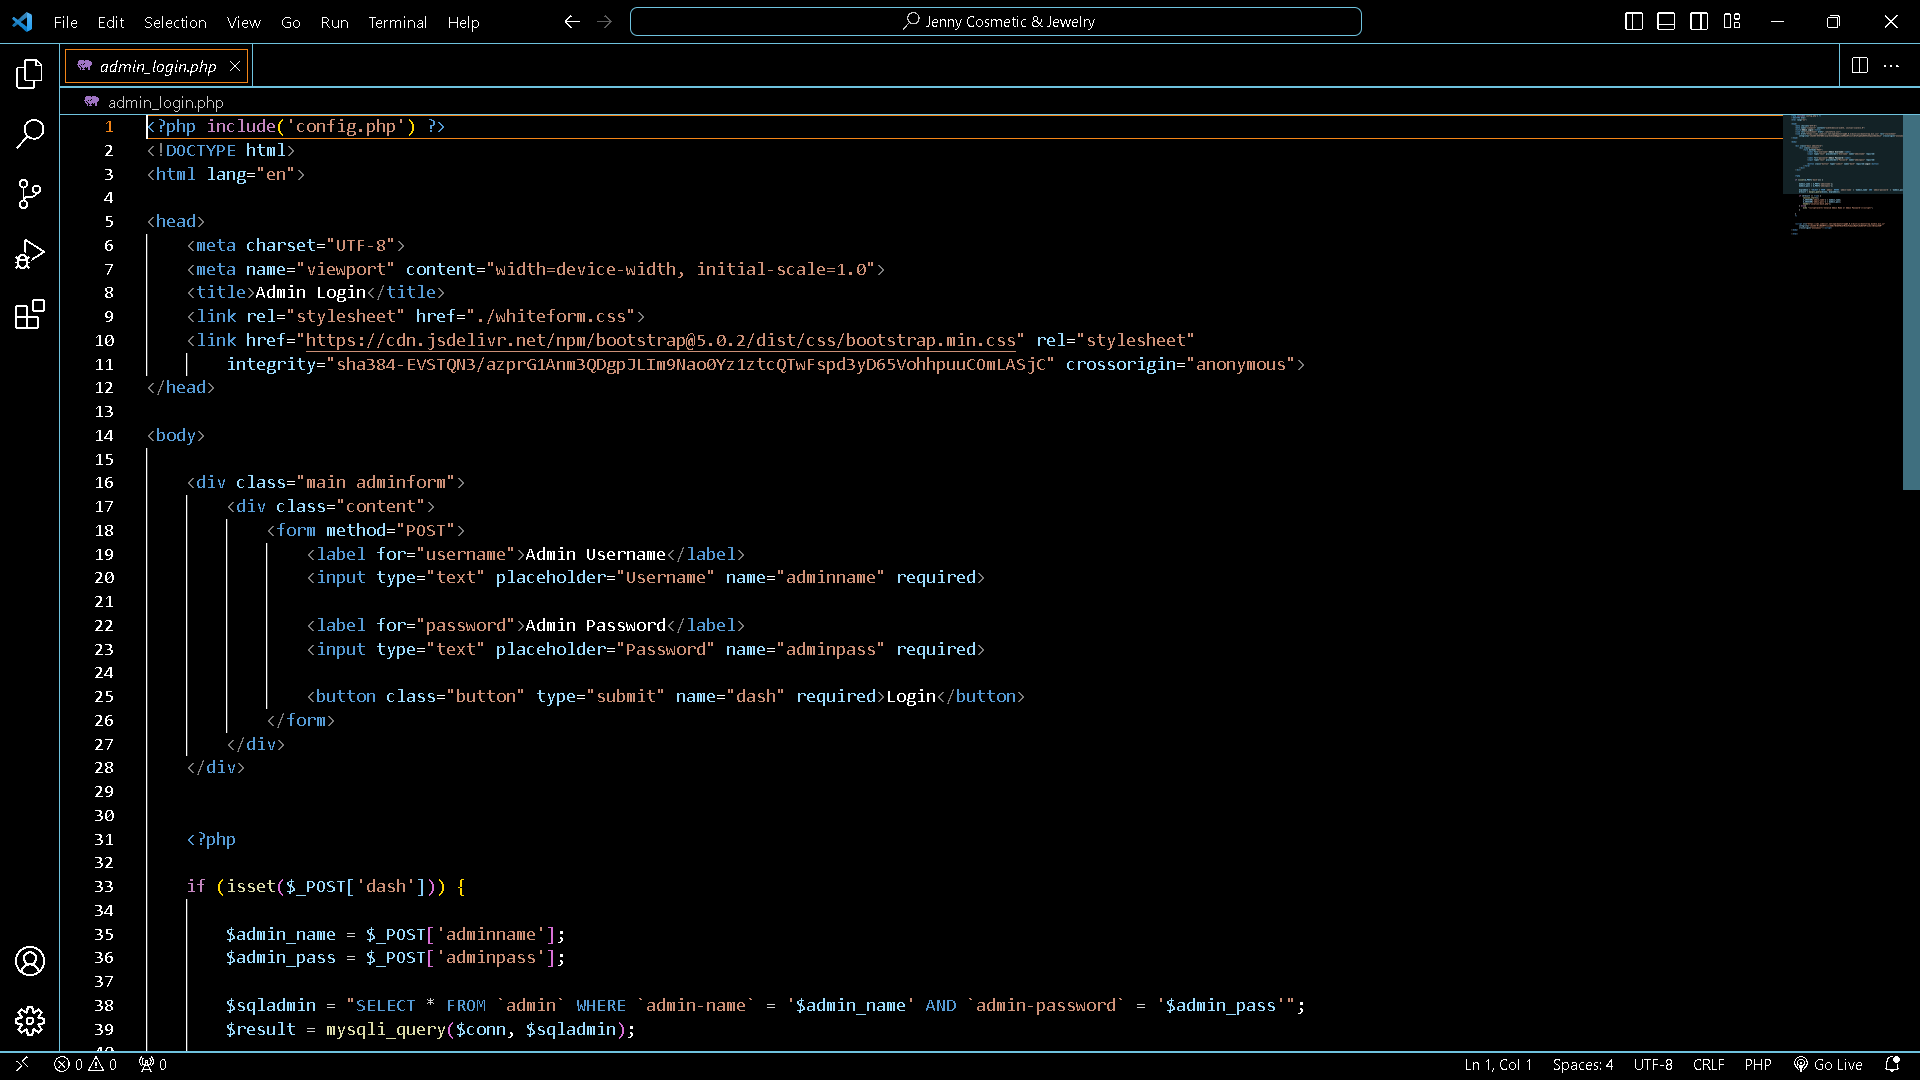 File Edit Selection View Go Run Terminal Help
Jenny Cosmetic & Jewelry
admin_login.php
admin_login.php
1 <?php include('config.php') ?>
2 <!DOCTYPE html>
3 <html lang="en">
4
5 <head>
6 <meta charset="UTF-8">
7 <meta name="viewport" content="width=device-width, initial-scale=1.0">
8 <title>Admin Login</title>
9 <link rel="stylesheet" href="./whiteform.css">
10 <link href="https://cdn.jsdelivr.net/npm/bootstrap@5.0.2/dist/css/bootstrap.min.css" rel="stylesheet"
11 integrity="sha384-EVSTQN3/azprG1Anm3QDgpJLIm9Nao0Yz1ztcQTwFspd3yD65VohhpuuCOmLASjC" crossorigin="anonymous">
12 </head>
13
14 <body>
15
16 <div class="main adminform">
17 <div class="content">
18 <form method="POST">
19 <label for="username">Admin Username</label>
20 <input type="text" placeholder="Username" name="adminname" required>
21
22 <label for="password">Admin Password</label>
23 <input type="text" placeholder="Password" name="adminpass" required>
24
25 <button class="button" type="submit" name="dash" required>Login</button>
26 </form>
27 </div>
28 </div>
29
30
31 <?php
32
33 if (isset($_POST['dash'])) {
34
35 $admin_name = $_POST['adminname'];
36 $admin_pass = $_POST['adminpass'];
37
38 $sqladmin = "SELECT * FROM `admin` WHERE `admin-name` = '$admin_name' AND `admin-password` = '$admin_pass'";
39 $result = mysqli_query($conn, $sqladmin);
0 0 0 Ln 1, Col 1 Spaces: 4 UTF-8 CRLF PHP Go Live